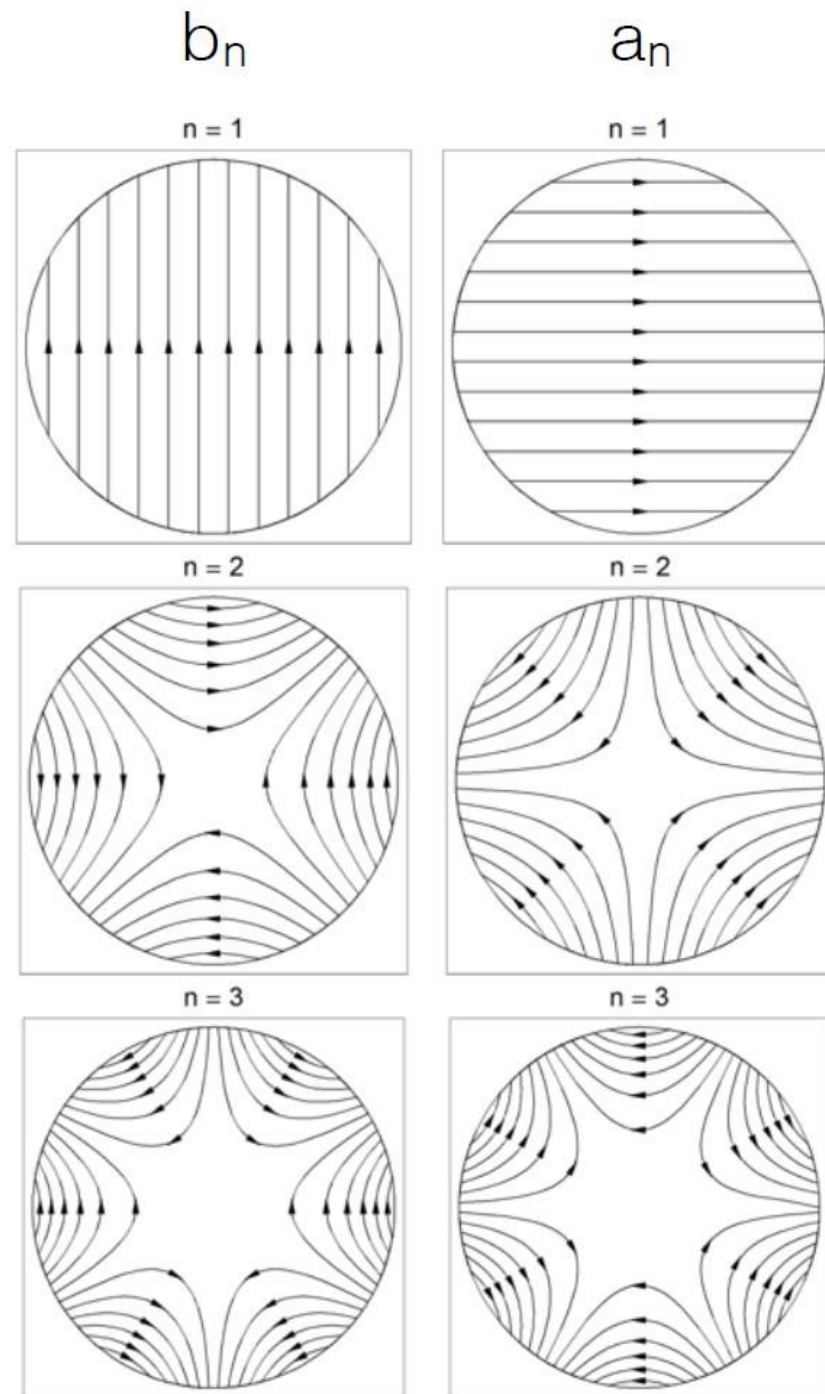 bₙ aₙ
n = 1 n = 1
n = 2 n = 2
n = 3 n = 3